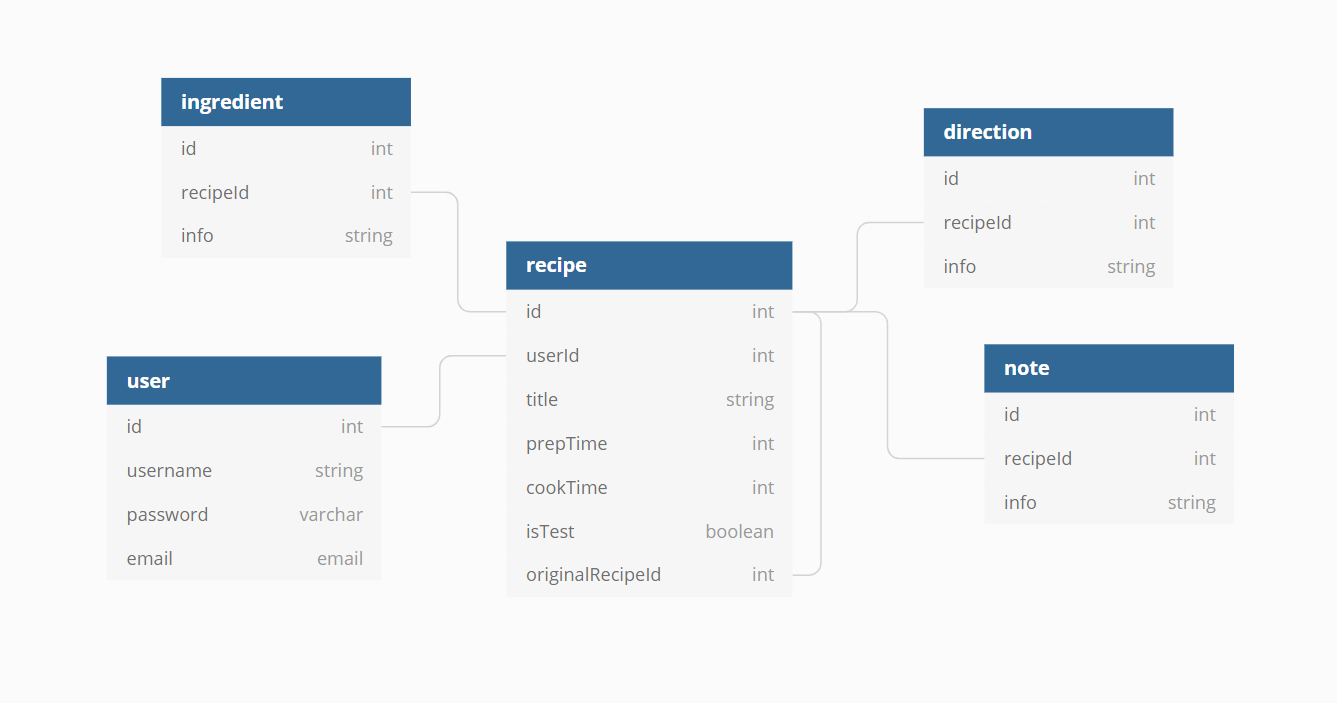 ingredient
id int
recipeId int
info string
user
id int
username string
password varchar
email email
recipe
id int
userId int
title string
prepTime int
cookTime int
isTest boolean
originalRecipeId int
direction
id int
recipeId int
info string
note
id int
recipeId int
info string